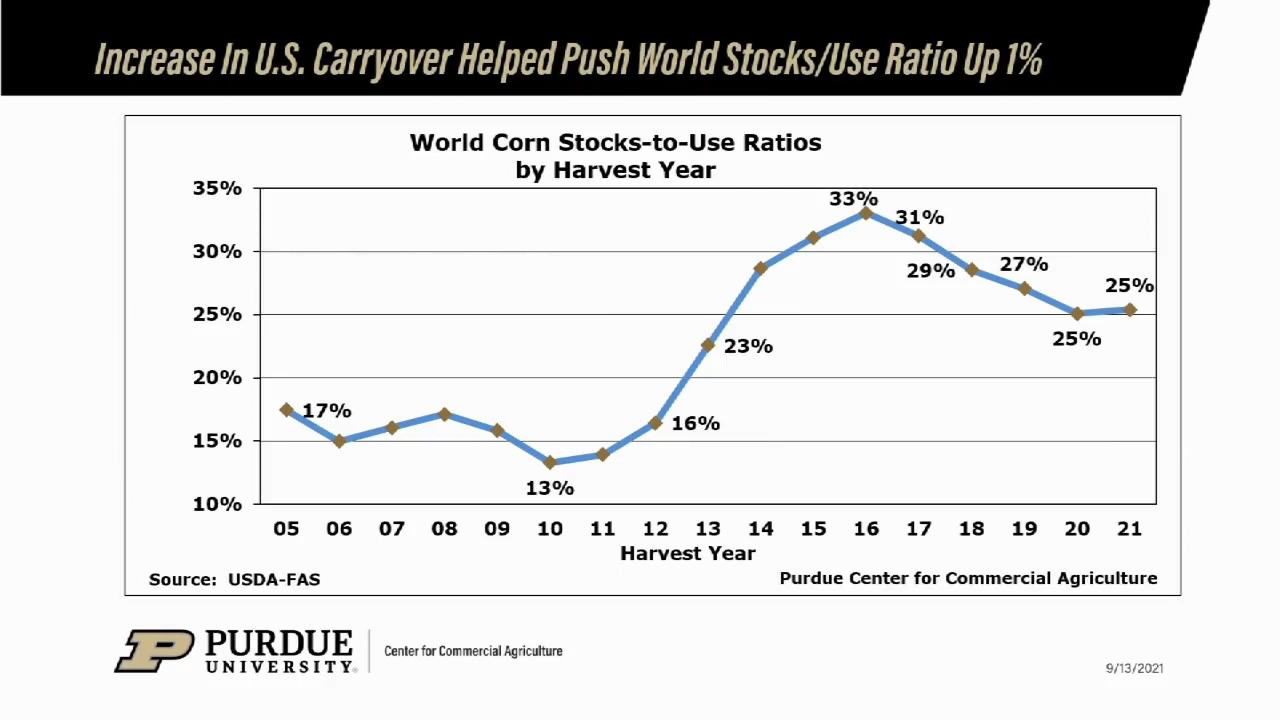 Increase In U.S. Carryover Helped Push World Stocks/Use Ratio Up 1%
World Corn Stocks-to-Use Ratios
by Harvest Year
35%
30%
25%
20%
15%
10%
17%
13%
16%
23%
33%
31%
29%
27%
25%
25%
05 06 07 08 09 10 11 12 13 14 15 16 17 18 19 20 21
Harvest Year
Source: USDA-FAS
Purdue Center for Commercial Agriculture
P PURDUE
UNIVERSITY®
Center for Commercial Agriculture
9/13/2021